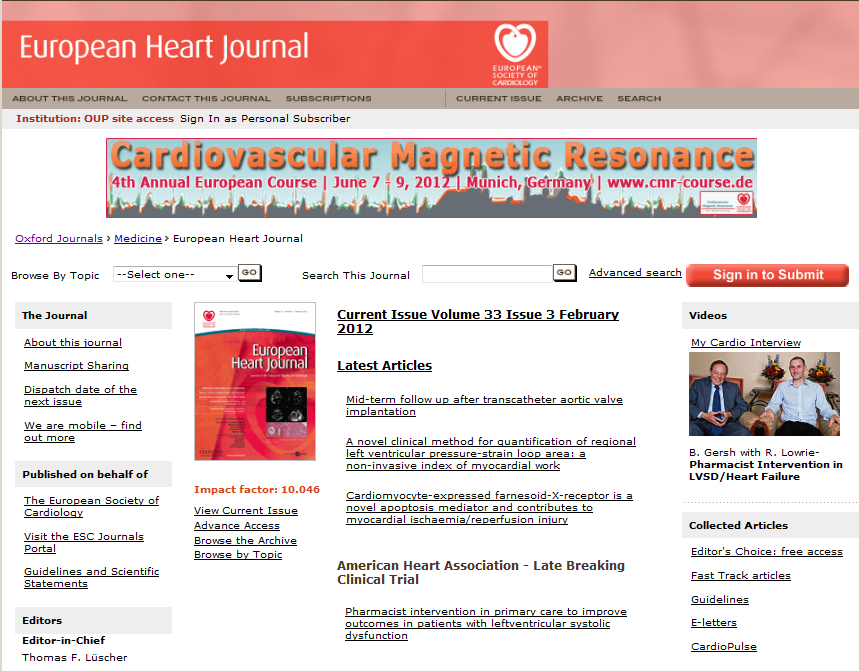 European Heart Journal
EUROPEAN
SOCIETY OF
CARDIOLOGY
ABOUT THIS JOURNAL CONTACT THIS JOURNAL SUBSCRIPTIONS CURRENT ISSUE ARCHIVE SEARCH
Institution: OUP site access Sign In as Personal Subscriber
Cardiovascular Magnetic Resonance
4th Annual European Course | June 7 - 9, 2012 | Munich, Germany | www.cmr-course.de
Oxford Journals > Medicine > European Heart Journal
Browse By Topic --Select one-- GO Search This Journal GO Advanced search Sign in to Submit
The Journal
About this journal
Manuscript Sharing
Dispatch date of the
next issue
We are mobile – find
out more
Published on behalf of
The European Society of
Cardiology
Visit the ESC Journals
Portal
Guidelines and Scientific
Statements
Editors
Editor-in-Chief
Thomas F. Lüscher
European
Heart Journal
Impact factor: 10.046
View Current Issue
Advance Access
Browse the Archive
Browse by Topic
Current Issue Volume 33 Issue 3 February
2012
Latest Articles
Mid-term follow up after transcatheter aortic valve
implantation
A novel clinical method for quantification of regional
left ventricular pressure-strain loop area: a
non-invasive index of myocardial work
Cardiomyocyte-expressed farnesoid-X-receptor is a
novel apoptosis mediator and contributes to
myocardial ischaemia/reperfusion injury
American Heart Association - Late Breaking
Clinical Trial
Pharmacist intervention in primary care to improve
outcomes in patients with leftventricular systolic
dysfunction
Videos
My Cardio Interview
B. Gersh with R. Lowrie-
Pharmacist Intervention in
LVSD/Heart Failure
Collected Articles
Editor's Choice: free access
Fast Track articles
Guidelines
E-letters
CardioPulse